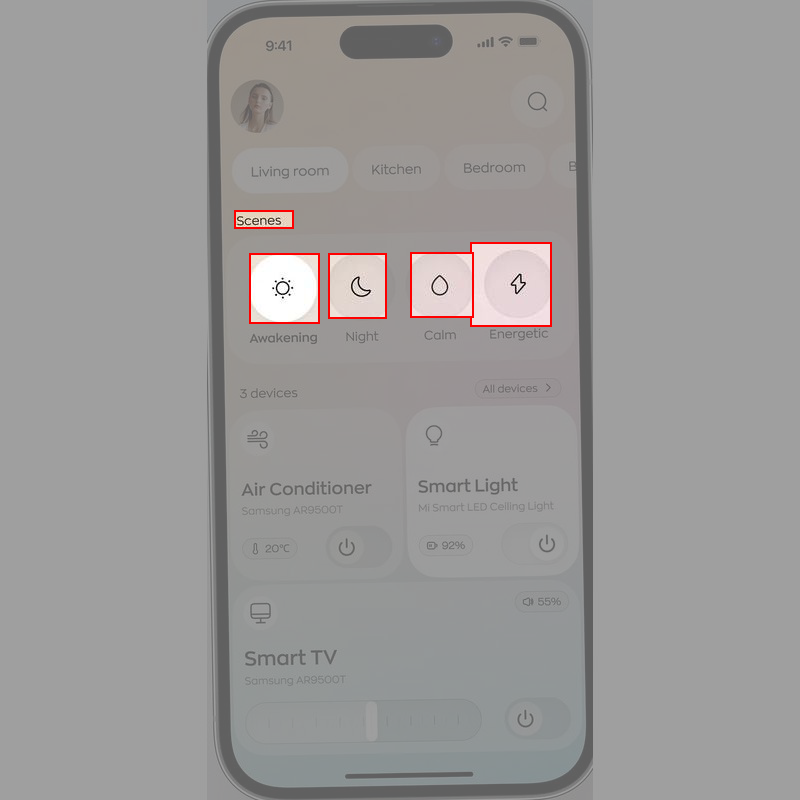 9:41
Living room Kitchen Bedroom B
Scenes
Awakening Night Calm Energetic
3 devices All devices
Air Conditioner
Samsung AR9500T
20°C
Smart Light
Mi Smart LED Ceiling Light
92%
55%
Smart TV
Samsung AR9500T